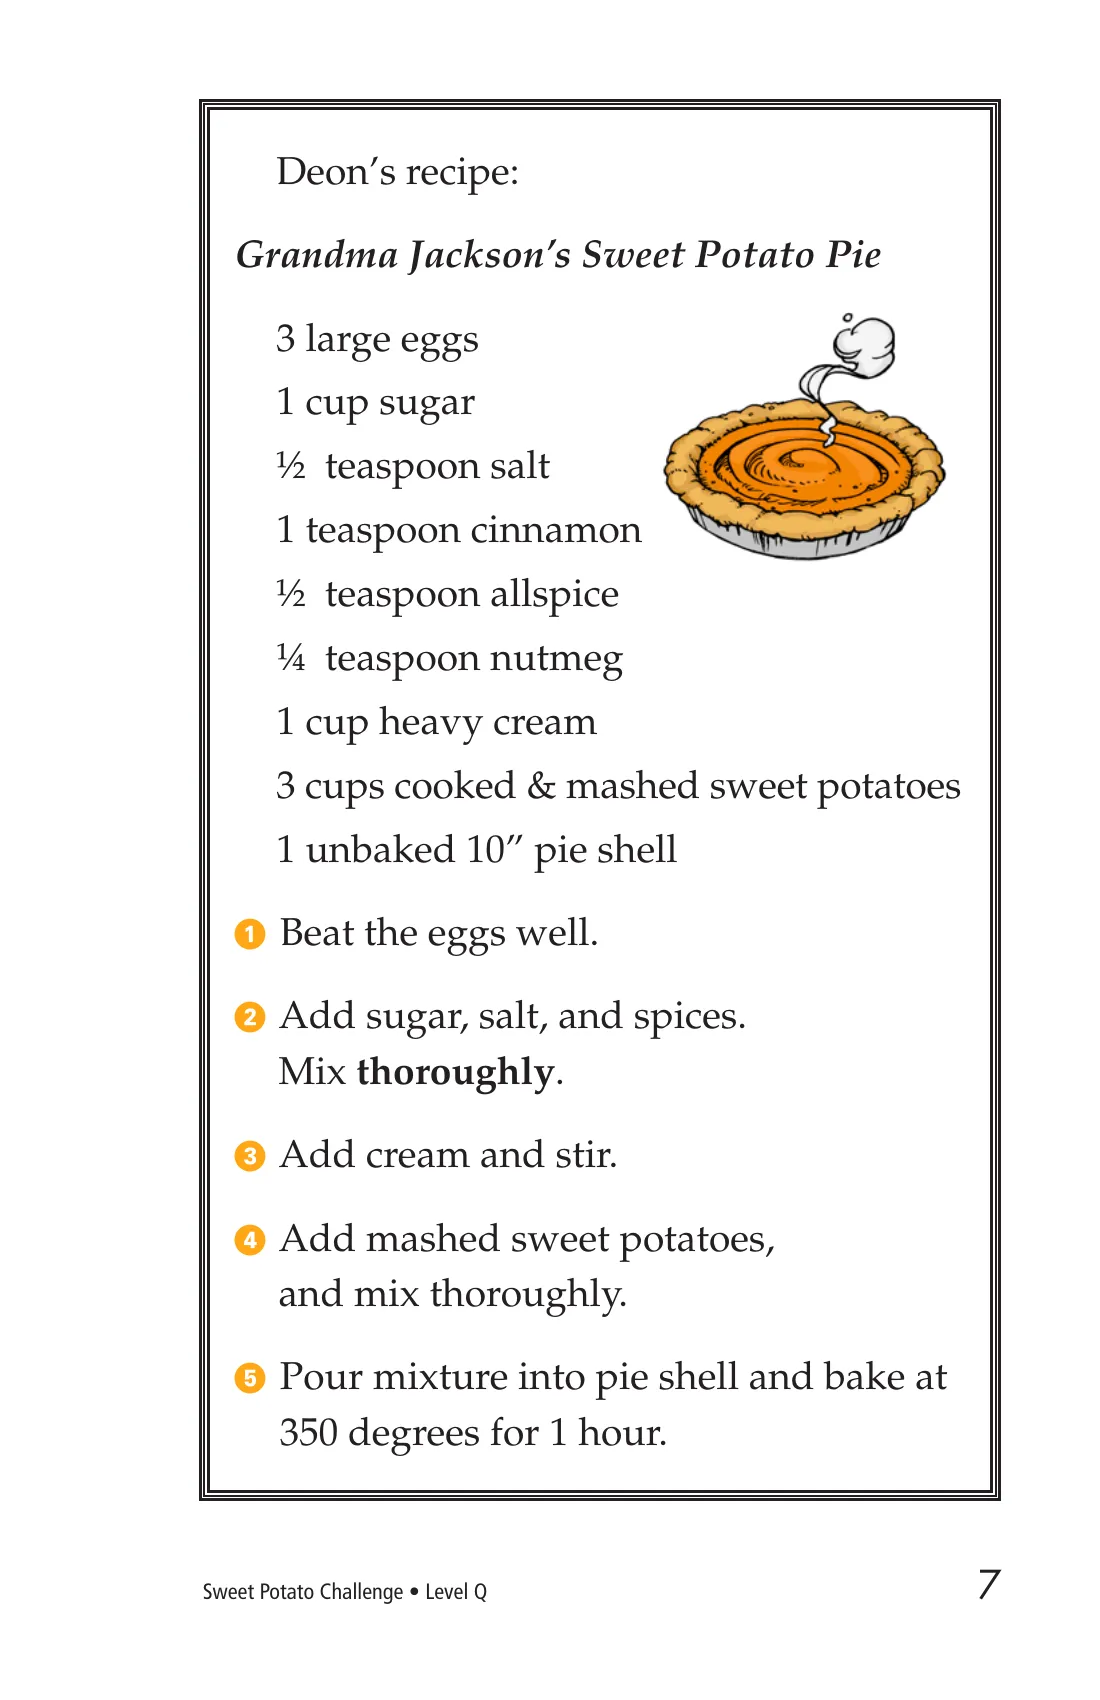 Deon’s recipe:
Grandma Jackson’s Sweet Potato Pie
3 large eggs
1 cup sugar
½ teaspoon salt
1 teaspoon cinnamon
½ teaspoon allspice
¼ teaspoon nutmeg
1 cup heavy cream
3 cups cooked & mashed sweet potatoes
1 unbaked 10” pie shell
1 Beat the eggs well.
2 Add sugar, salt, and spices.
Mix thoroughly.
3 Add cream and stir.
4 Add mashed sweet potatoes,
and mix thoroughly.
5 Pour mixture into pie shell and bake at
350 degrees for 1 hour.
Sweet Potato Challenge • Level Q 7